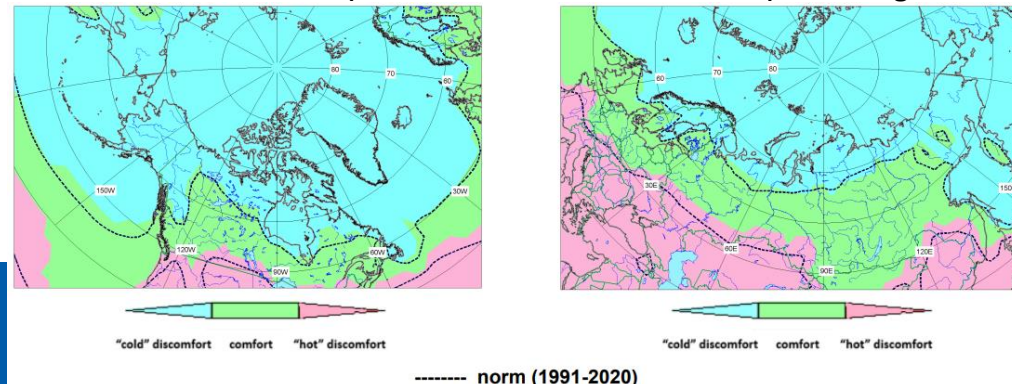 80
70
60
150W
30W
120W
60W
90W
60
70
80
30E
150
60E
120E
90E
"cold" discomfort comfort "hot" discomfort
"cold" discomfort comfort "hot" discomfort
-------- norm (1991-2020)